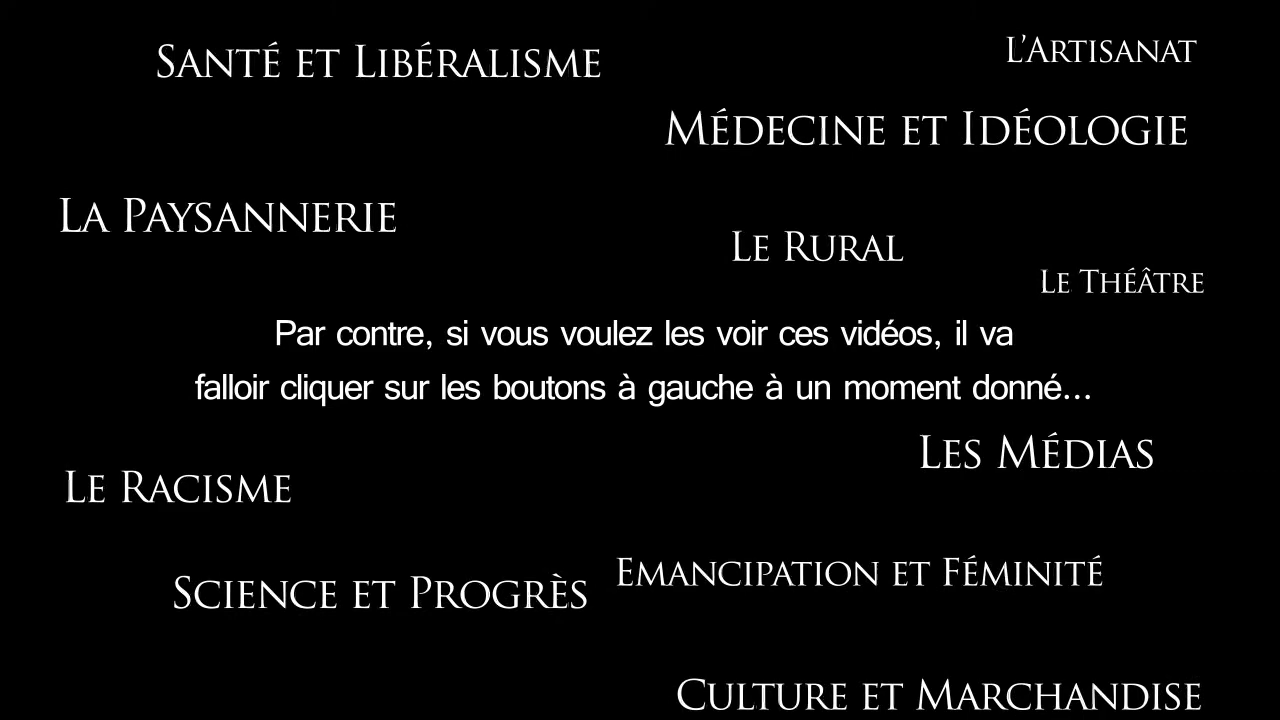 Santé et Libéralisme
L’Artisanat
Médecine et Idéologie
La Paysannerie
Le Rural
Le Théâtre
Par contre, si vous voulez les voir ces vidéos, il va
falloir cliquer sur les boutons à gauche à un moment donné...
Les Médias
Le Racisme
Emancipation et Féminité
Science et Progrès
Culture et Marchandise